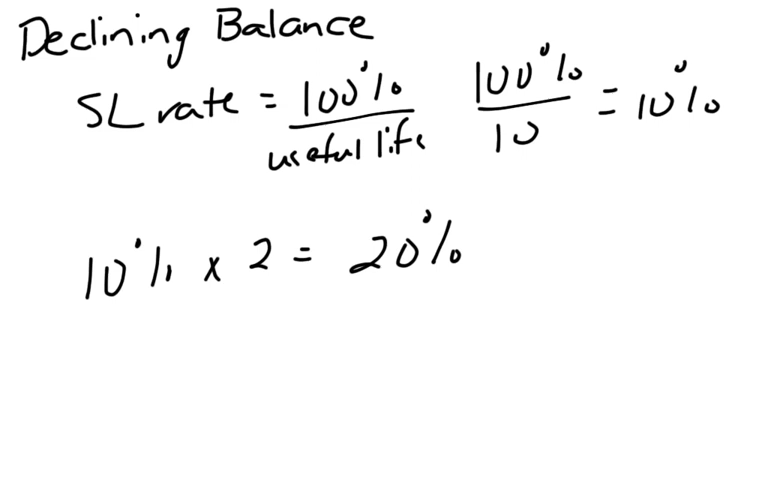 Declining Balance
SL rate = 100% / useful life 100% / 10 = 10%
10% x 2 = 20%